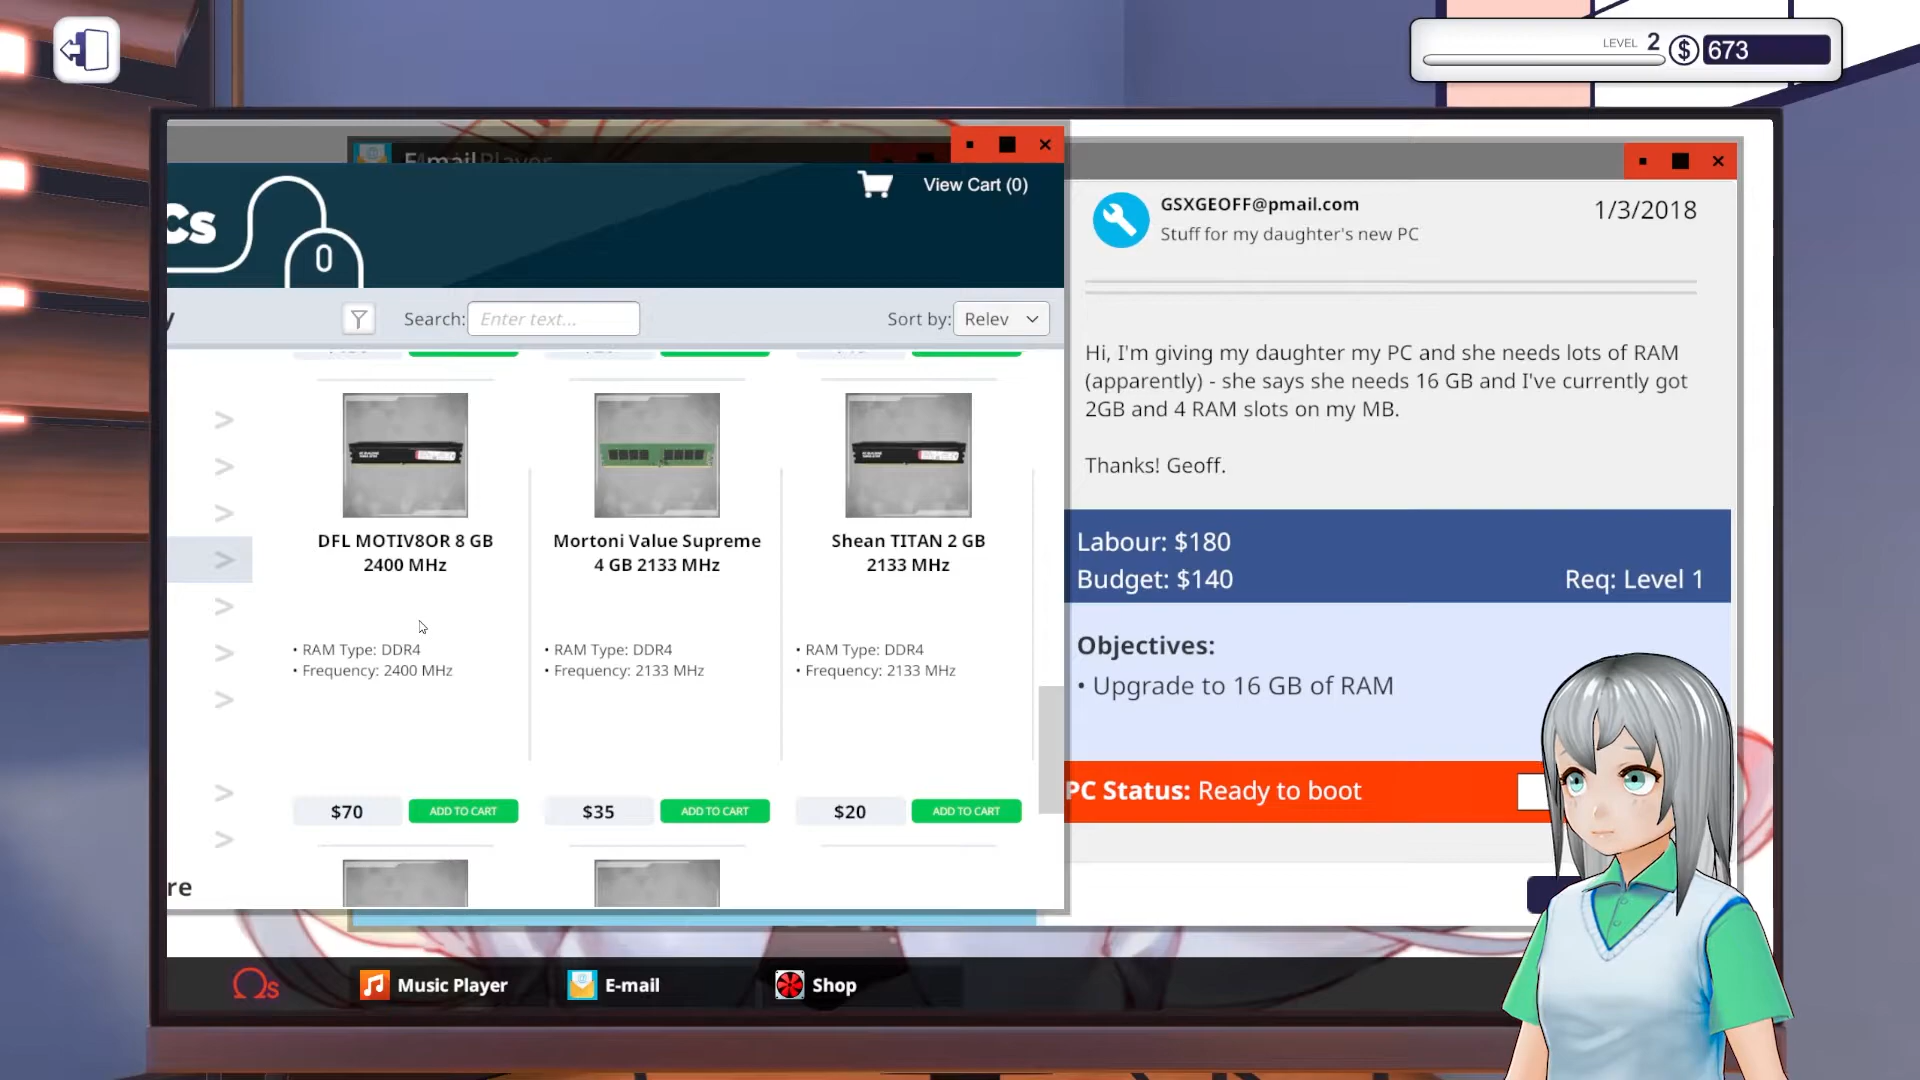 LEVEL 2 $ 673
View Cart (0)
Cs
Search: Enter text...
Sort by: Relev
DFL MOTIV8OR 8 GB
2400 MHz
• RAM Type: DDR4
• Frequency: 2400 MHz
$70 ADD TO CART
Mortoni Value Supreme
4 GB 2133 MHz
• RAM Type: DDR4
• Frequency: 2133 MHz
$35 ADD TO CART
Shean TITAN 2 GB
2133 MHz
• RAM Type: DDR4
• Frequency: 2133 MHz
$20 ADD TO CART
re
GSXGEOFF@pmail.com
Stuff for my daughter's new PC
1/3/2018
Hi, I'm giving my daughter my PC and she needs lots of RAM
(apparently) - she says she needs 16 GB and I've currently got
2GB and 4 RAM slots on my MB.
Thanks! Geoff.
Labour: $180
Budget: $140
Req: Level 1
Objectives:
• Upgrade to 16 GB of RAM
PC Status: Ready to boot
Ωs
Music Player
E-mail
Shop